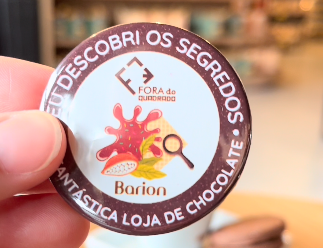 EU DESCOBRI OS SEGREDOS
FORA do
QUADRADO
Barion
FANTÁSTICA LOJA DE CHOCOLATE •